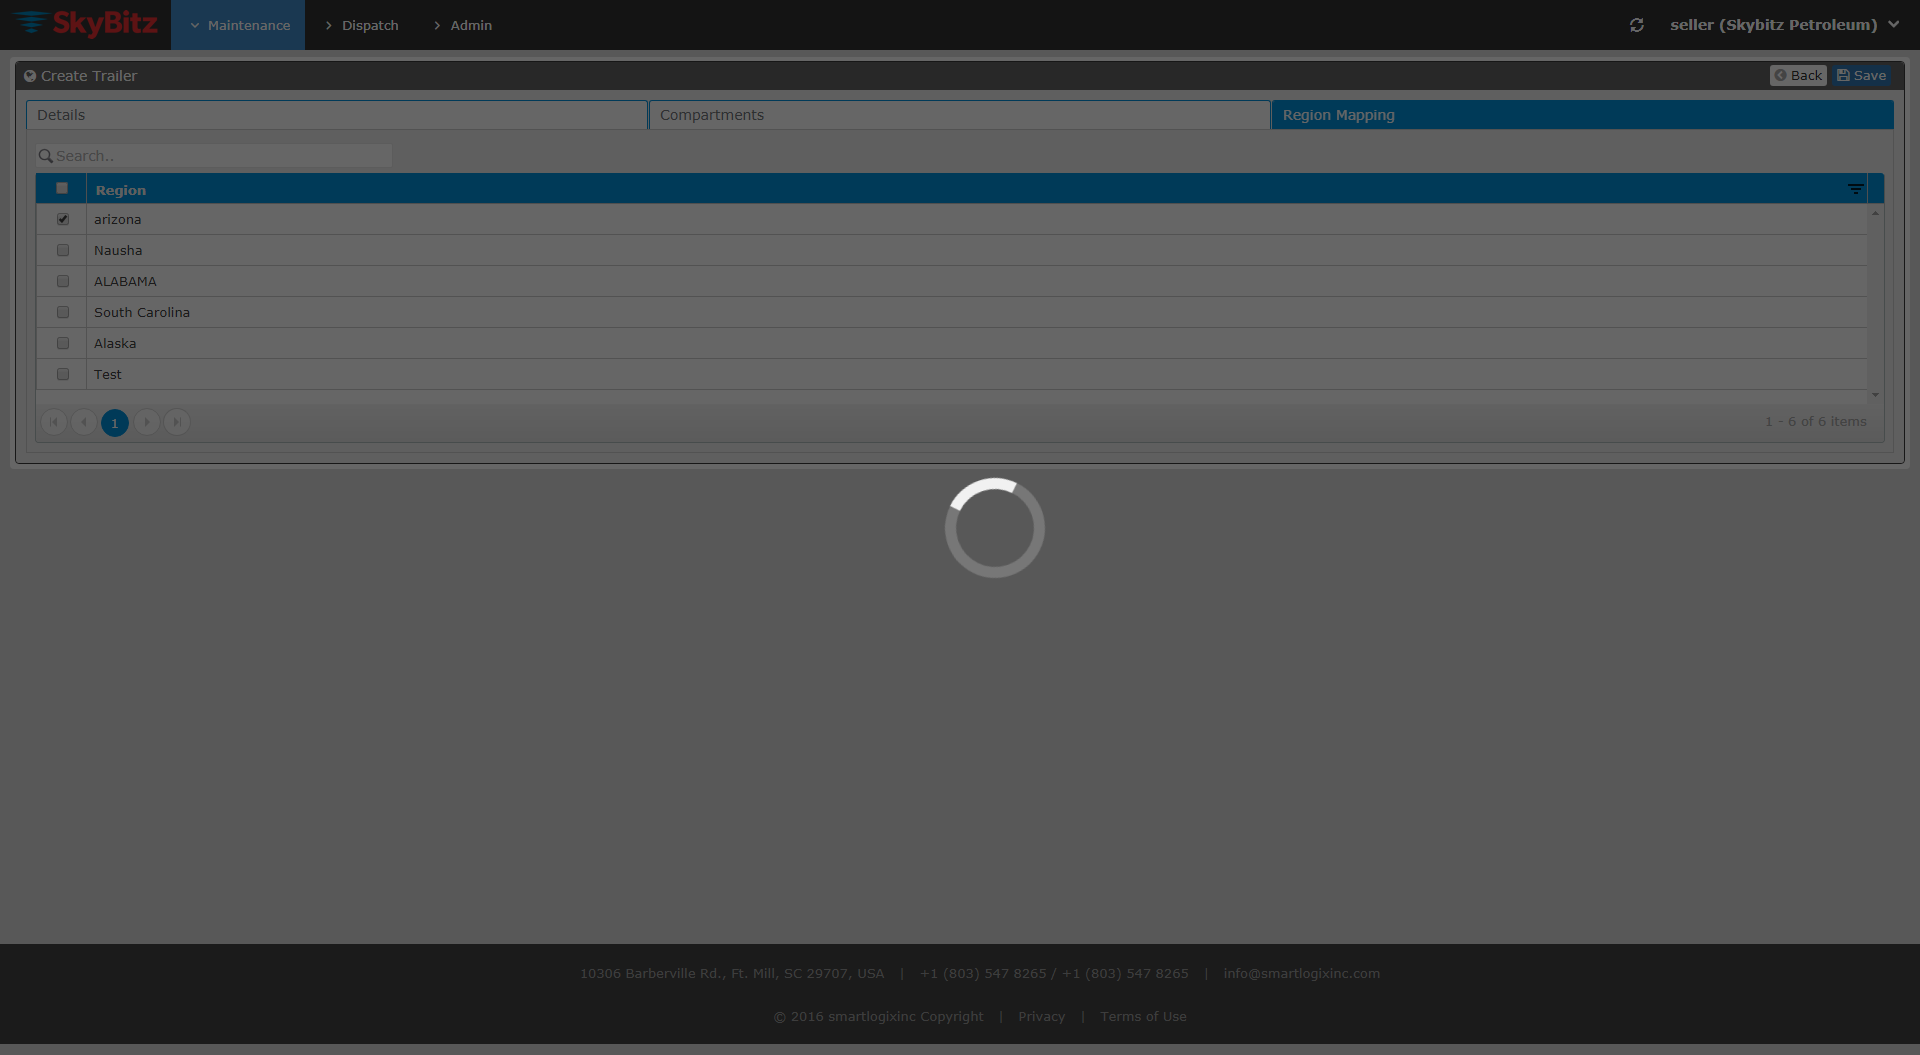 SkyBitz Maintenance Dispatch Admin seller (Skybitz Petroleum)
Create Trailer Back Save
Details Compartments Region Mapping
Search..
Region
arizona
Nausha
ALABAMA
South Carolina
Alaska
Test
1 1 - 6 of 6 items
10306 Barberville Rd., Ft. Mill, SC 29707, USA | +1 (803) 547 8265 / +1 (803) 547 8265 | info@smartlogixinc.com
© 2016 smartlogixinc Copyright | Privacy | Terms of Use